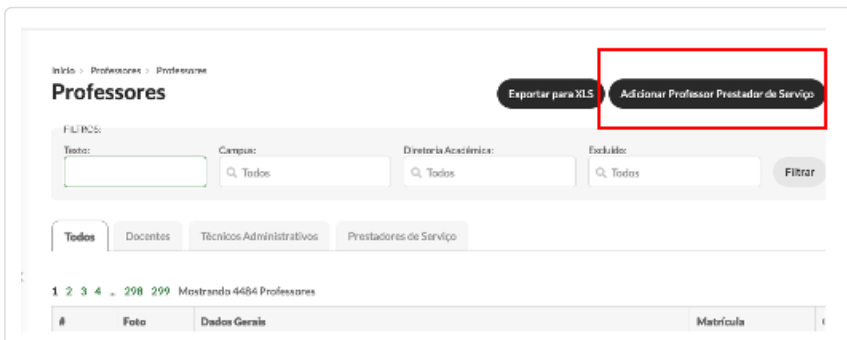 Início > Professores > Professores
Professores
Exportar para XLS
Adicionar Professor Prestador de Serviço
FILTROS:
Texto: Campus: Diretoria Acadêmica: Excluído:
Todos Todos Todos Filtrar
Todos Docentes Técnicos Administrativos Prestadores de Serviço
1 2 3 4 ... 298 299 Mostrando 4484 Professores
# Foto Dados Gerais Matrícula